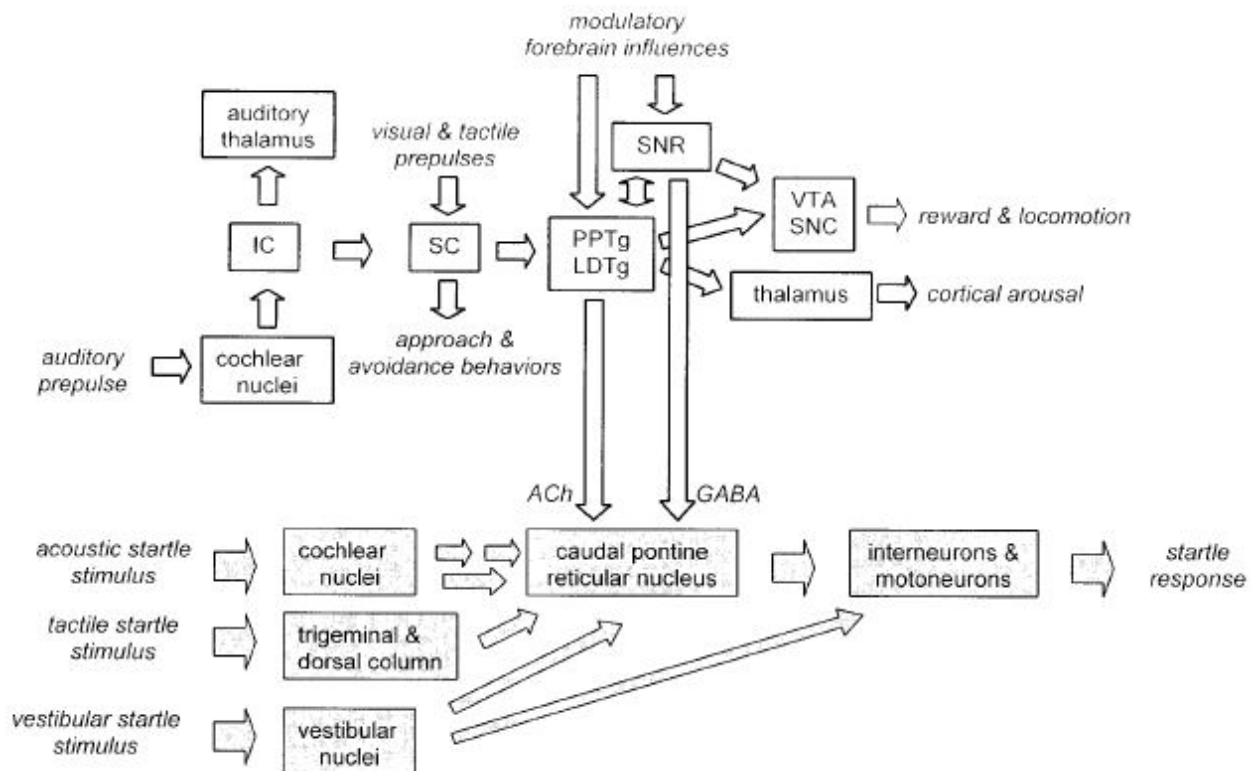 modulatory
forebrain influences
auditory
thalamus
visual & tactile
prepulses
SNR
VTA
SNC
reward & locomotion
IC
SC
PPTg
LDTg
thalamus
cortical arousal
auditory
prepulse
cochlear
nuclei
approach &
avoidance behaviors
ACh
GABA
acoustic startle
stimulus
cochlear
nuclei
caudal pontine
reticular nucleus
interneurons &
motoneurons
startle
response
tactile startle
stimulus
trigeminal &
dorsal column
vestibular startle
stimulus
vestibular
nuclei